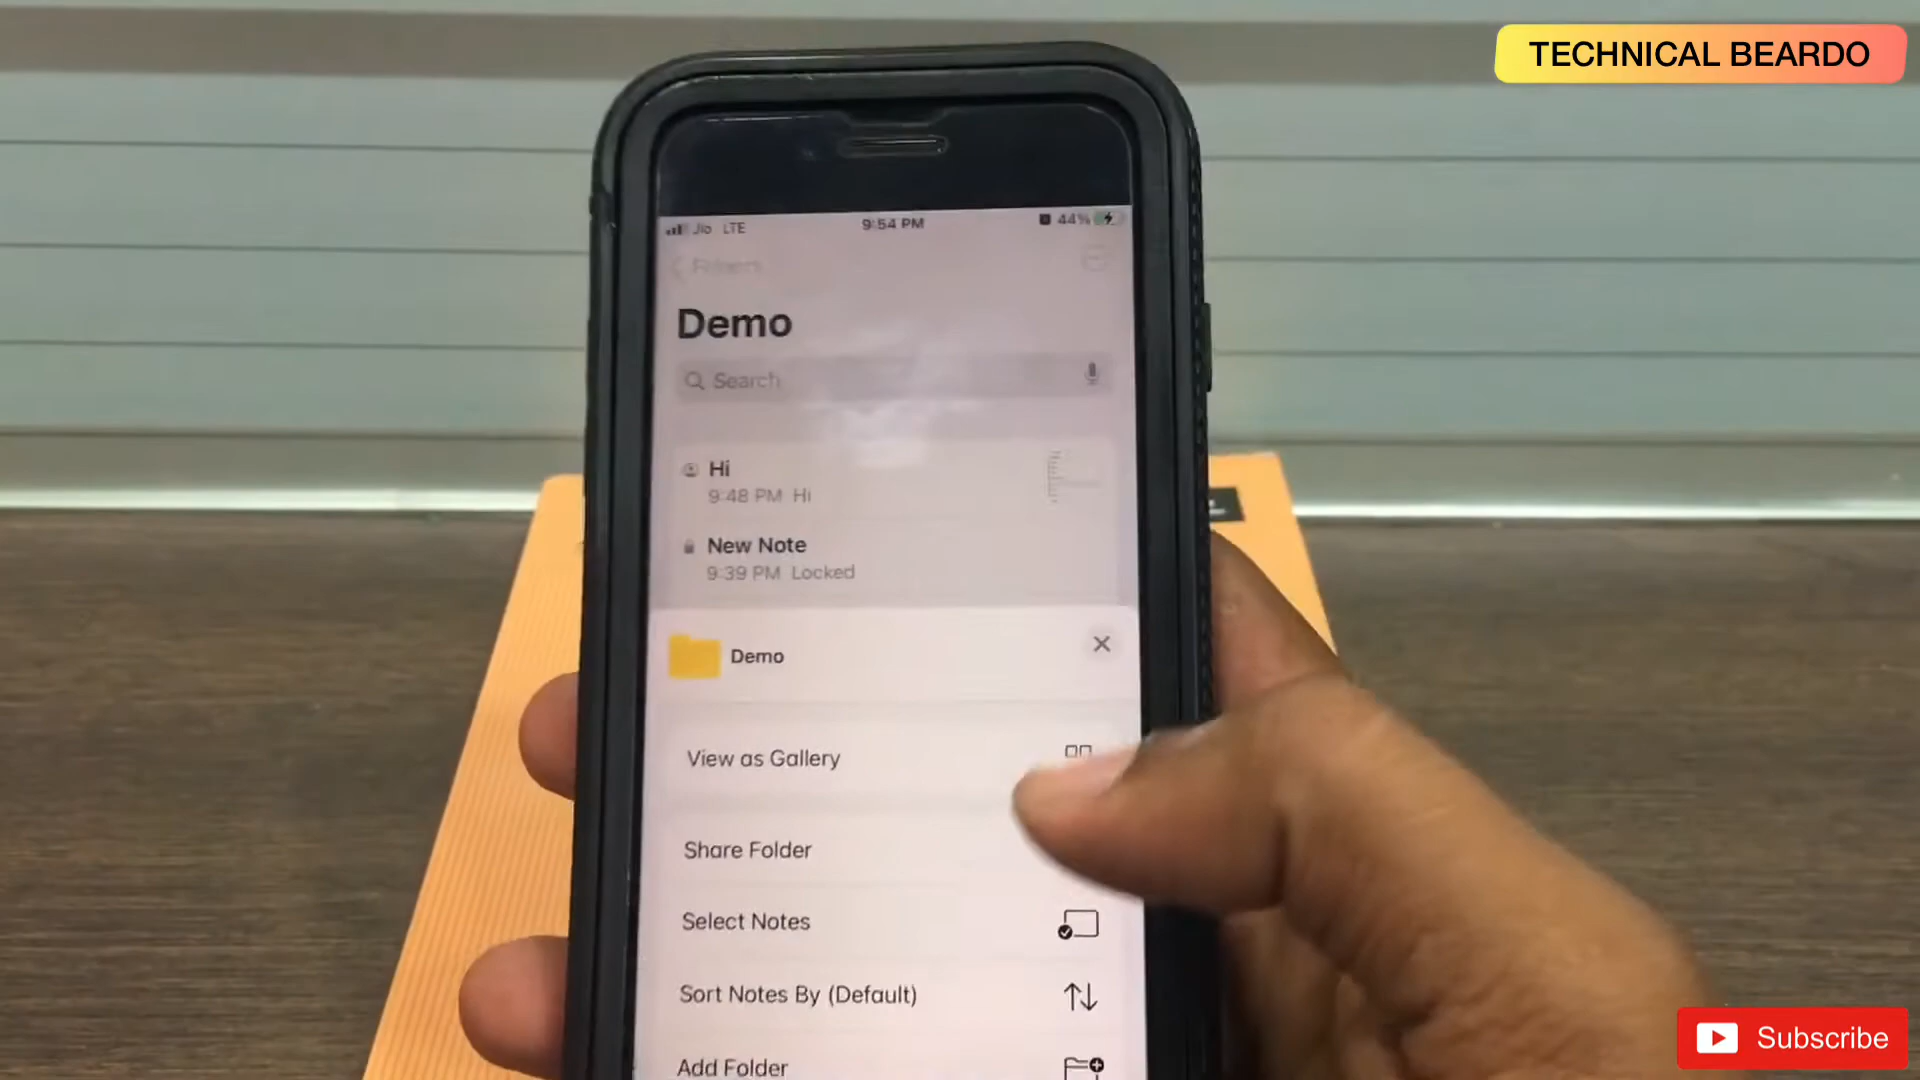 TECHNICAL BEARDO
Jio LTE 9:54 PM 44%
Folders
Demo
Search
Hi
9:48 PM Hi
New Note
9:39 PM Locked
Demo
View as Gallery
Share Folder
Select Notes
Sort Notes By (Default)
Add Folder
Subscribe